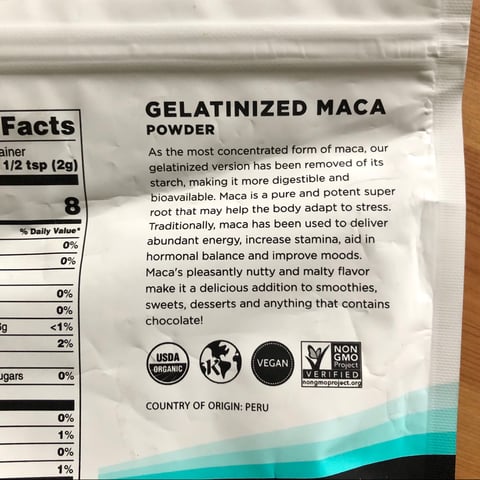 Facts
ainer
1/2 tsp (2g)
8
% Daily Value*
0%
0%
0%
0%
g <1%
2%
ugars 0%
0%
1%
0%
1%
GELATINIZED MACA
POWDER
As the most concentrated form of maca, our
gelatinized version has been removed of its
starch, making it more digestible and
bioavailable. Maca is a pure and potent super
root that may help the body adapt to stress.
Traditionally, maca has been used to deliver
abundant energy, increase stamina, aid in
hormonal balance and improve moods.
Maca's pleasantly nutty and malty flavor
make it a delicious addition to smoothies,
sweets, desserts and anything that contains
chocolate!
USDA
ORGANIC
K
VEGAN
NON
GMO
Project
VERIFIED
nongmoproject.org
COUNTRY OF ORIGIN: PERU